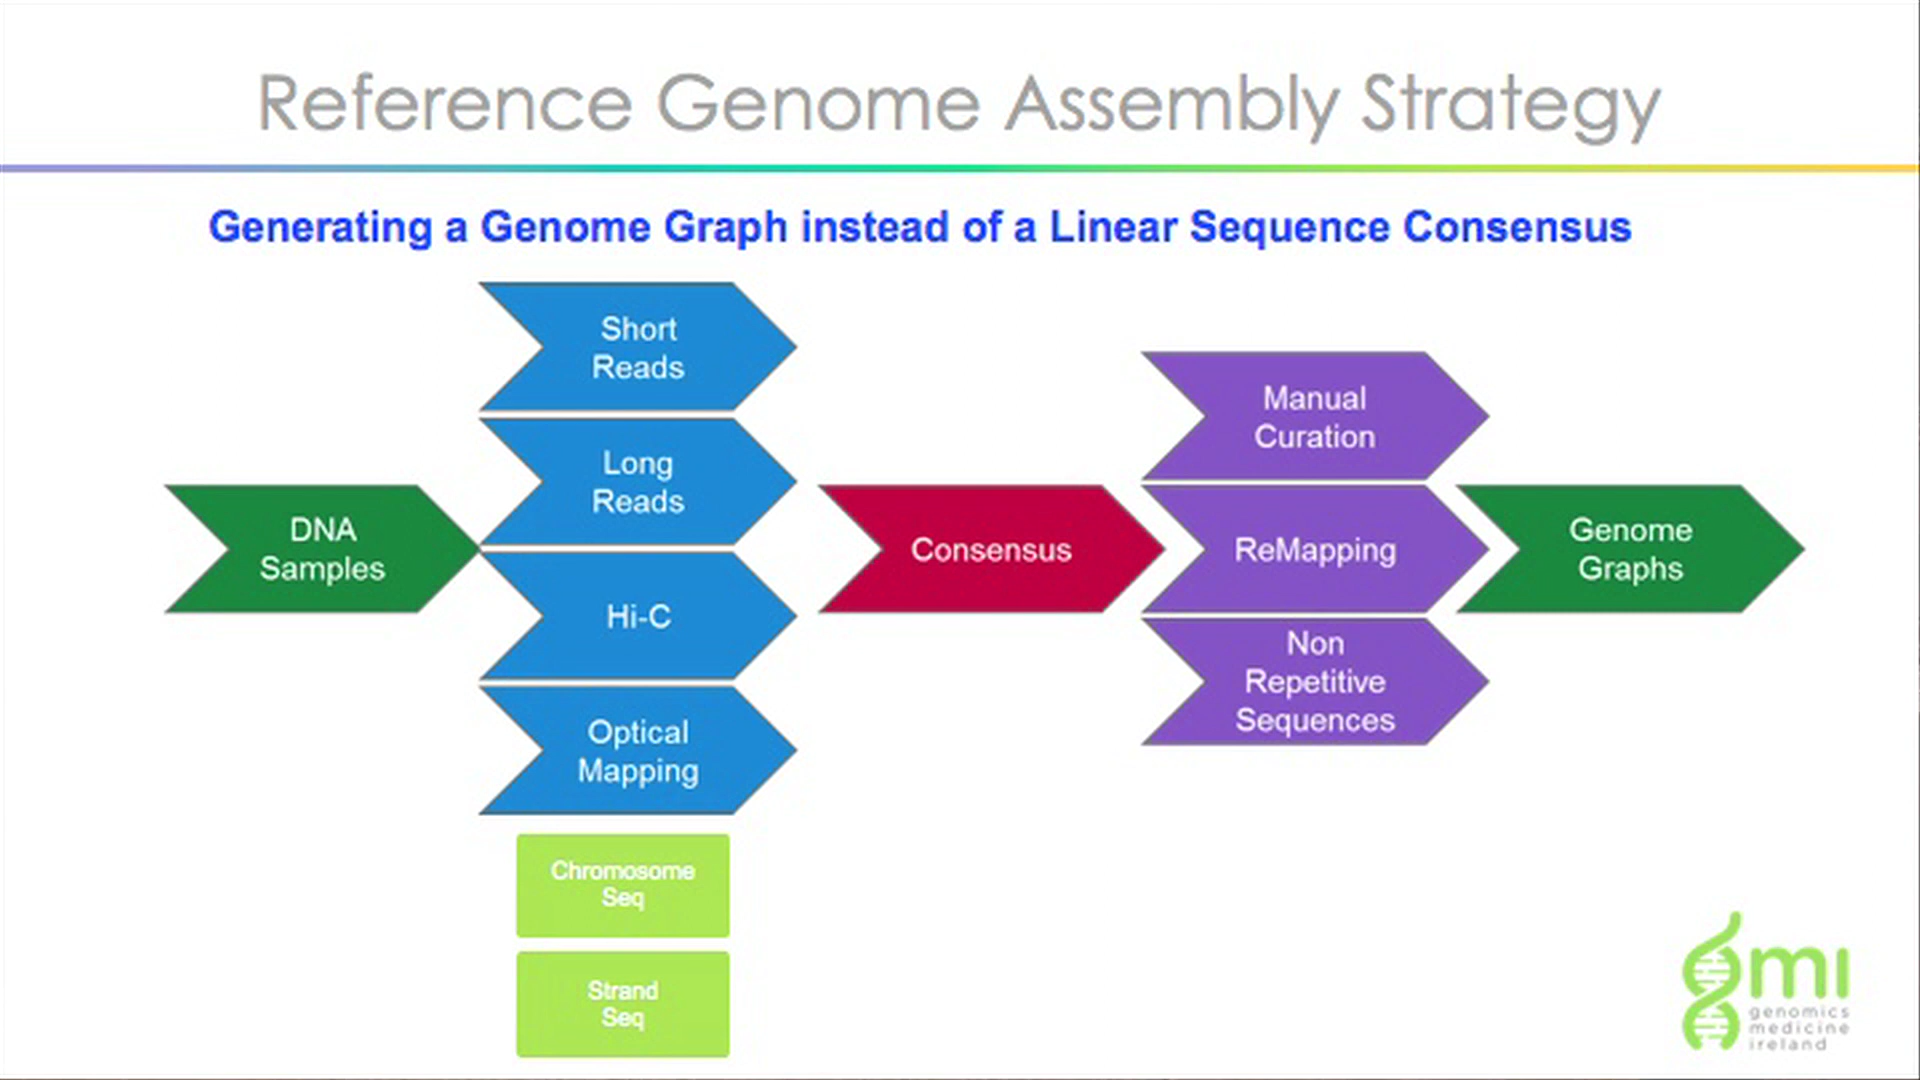 Reference Genome Assembly Strategy
Generating a Genome Graph instead of a Linear Sequence Consensus
DNA
Samples
Short
Reads
Long
Reads
Hi-C
Optical
Mapping
Chromosome
Seq
Strand
Seq
Consensus
Manual
Curation
ReMapping
Non
Repetitive
Sequences
Genome
Graphs
gmi
genomics
medicine
ireland